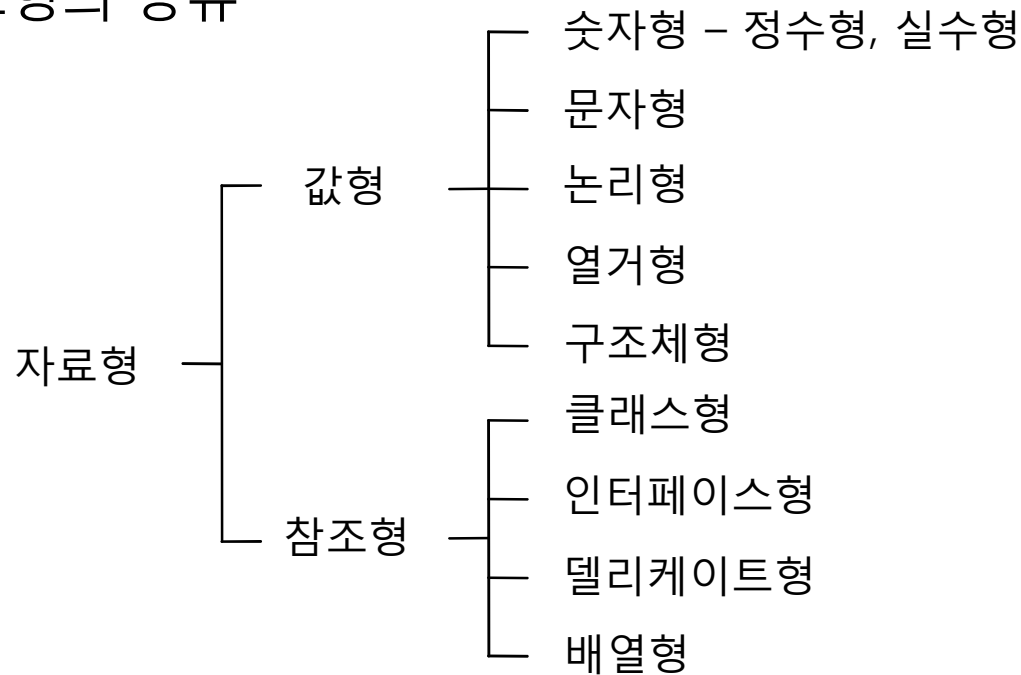 숫자형 – 정수형, 실수형
문자형
값형
논리형
열거형
구조체형
자료형
클래스형
인터페이스형
참조형
델리케이트형
배열형